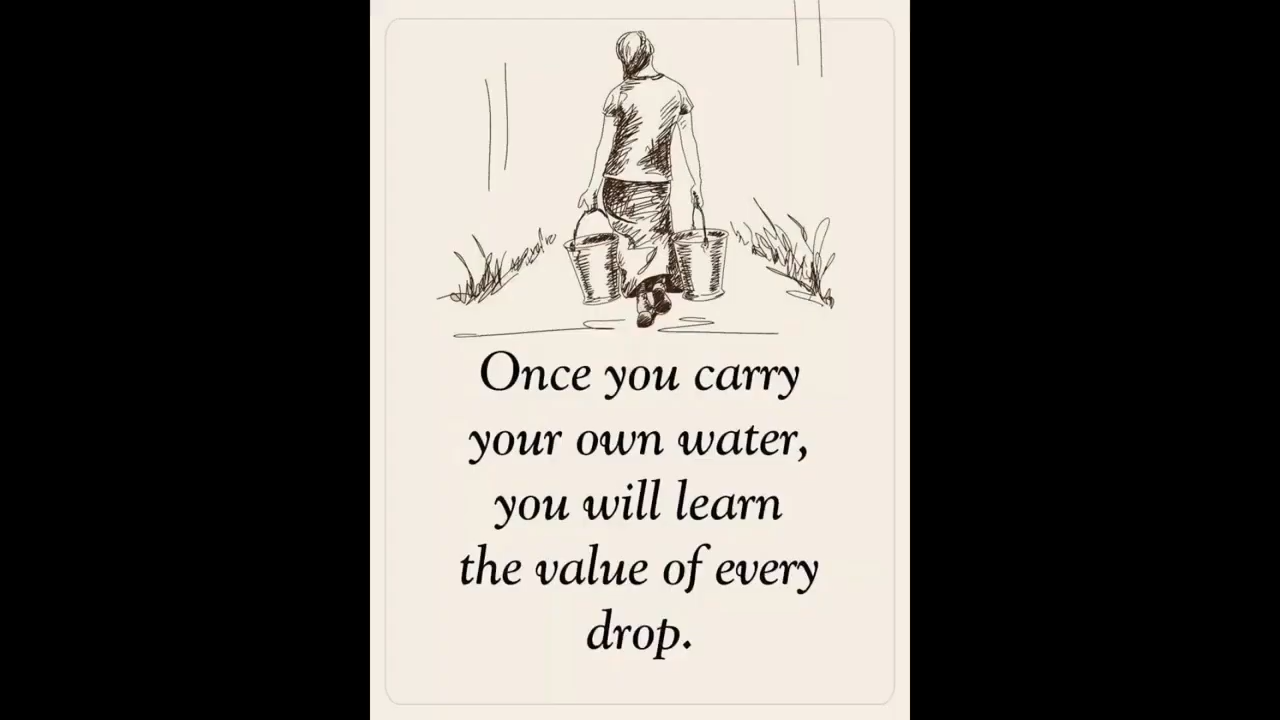 Once you carry
your own water,
you will learn
the value of every
drop.